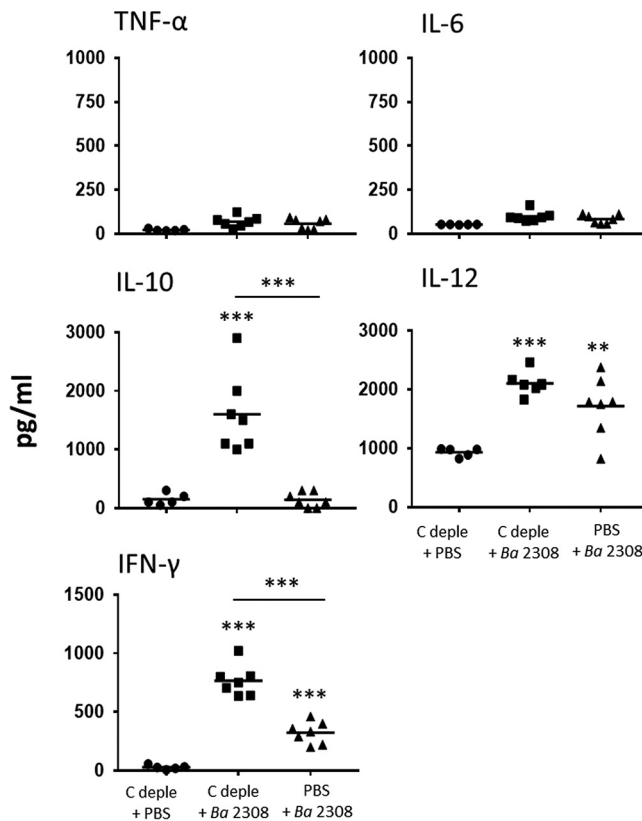 TNF-α
IL-6
1000
750
500
250
0
1000
750
500
250
0
IL-10
***
***
3000
2000
1000
0
IL-12
***
**
3000
2000
1000
0
pg/ml
C deple
+ PBS
C deple
+ Ba 2308
PBS
+ Ba 2308
IFN-γ
***
***
***
1500
1000
500
0
C deple
+ PBS
C deple
+ Ba 2308
PBS
+ Ba 2308